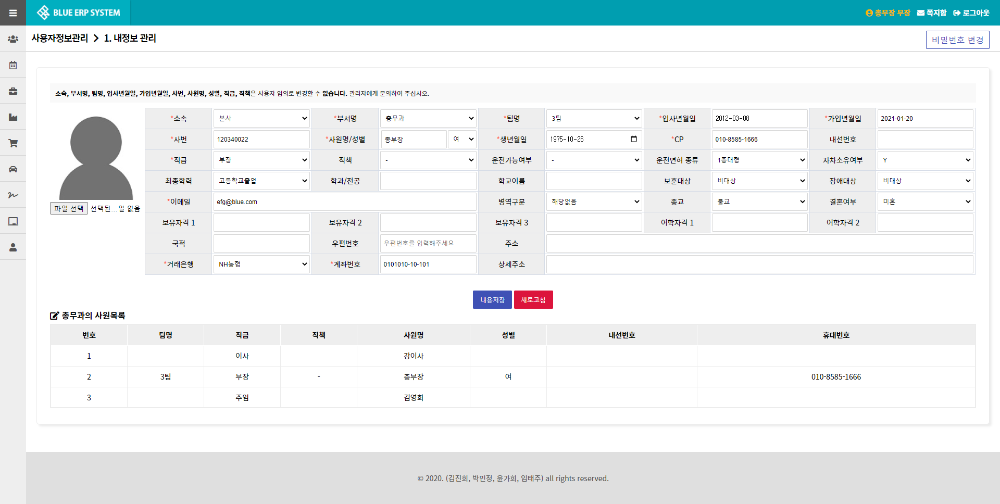 BLUE ERP SYSTEM
총부장 부장 쪽지함 로그아웃
사용자정보관리 1. 내정보 관리
비밀번호 변경
소속, 부서명, 팀명, 입사년월일, 가입년월일, 사번, 사원명, 성별, 직급, 직책은 사용자 임의로 변경할 수 없습니다. 관리자에게 문의하여 주십시오.
*소속 본사 *부서명 총무과 *팀명 3팀 *입사년월일 2012-03-08 *가입년월일 2021-01-20
*사번 120340022 *사원명/성별 총부장 여 *생년월일 1975-10-26 *CP 010-8585-1666 내선번호
*직급 부장 직책 - 운전가능여부 - 운전면허 종류 1종대형 자차소유여부 Y
최종학력 고등학교졸업 학과/전공 학교이름 보훈대상 비대상 장애대상 비대상
*이메일 efg@blue.com 병역구분 해당없음 종교 불교 결혼여부 미혼
파일 선택 선택된...일 없음
보유자격 1 보유자격 2 보유자격 3 어학자격 1 어학자격 2
국적 우편번호 우편번호를 입력해주세요 주소
*거래은행 NH농협 *계좌번호 0101010-10-101 상세주소
내용저장 새로고침
총무과의 사원목록
번호 팀명 직급 직책 사원명 성별 내선번호 휴대번호
1 이사 강이사
2 3팀 부장 - 총부장 여 010-8585-1666
3 주임 김영희
© 2020. (김진희, 박민정, 윤가희, 임태주) all rights reserved.